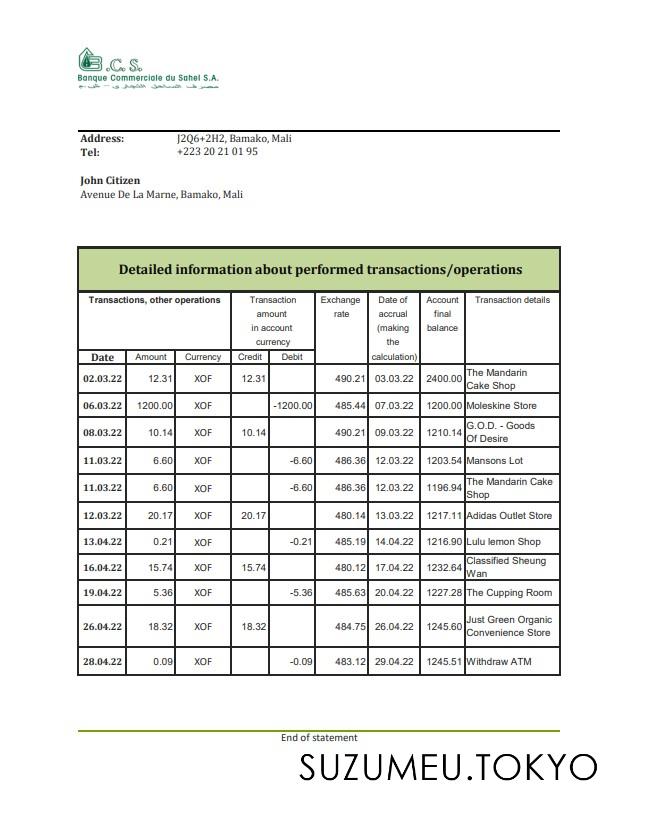 B.C.S.
Banque Commerciale du Sahel S.A.
Address: J2Q6+2H2, Bamako, Mali
Tel: +223 20 21 01 95
John Citizen
Avenue De La Marne, Bamako, Mali
Detailed information about performed transactions/operations
Transactions, other operations | Transaction amount in account currency | Exchange rate | Date of accrual (making the calculation) | Account final balance | Transaction details
Date | Amount | Currency | Credit | Debit
02.03.22 12.31 XOF 12.31 490.21 03.03.22 2400.00 The Mandarin Cake Shop
06.03.22 1200.00 XOF -1200.00 485.44 07.03.22 1200.00 Moleskine Store
08.03.22 10.14 XOF 10.14 490.21 09.03.22 1210.14 G.O.D. - Goods Of Desire
11.03.22 6.60 XOF -6.60 486.36 12.03.22 1203.54 Mansons Lot
11.03.22 6.60 XOF -6.60 486.36 12.03.22 1196.94 The Mandarin Cake Shop
12.03.22 20.17 XOF 20.17 480.14 13.03.22 1217.11 Adidas Outlet Store
13.04.22 0.21 XOF -0.21 485.19 14.04.22 1216.90 Lulu lemon Shop
16.04.22 15.74 XOF 15.74 480.12 17.04.22 1232.64 Classified Sheung Wan
19.04.22 5.36 XOF -5.36 485.63 20.04.22 1227.28 The Cupping Room
26.04.22 18.32 XOF 18.32 484.75 26.04.22 1245.60 Just Green Organic Convenience Store
28.04.22 0.09 XOF -0.09 483.12 29.04.22 1245.51 Withdraw ATM
End of statement
SUZUMEU.TOKYO